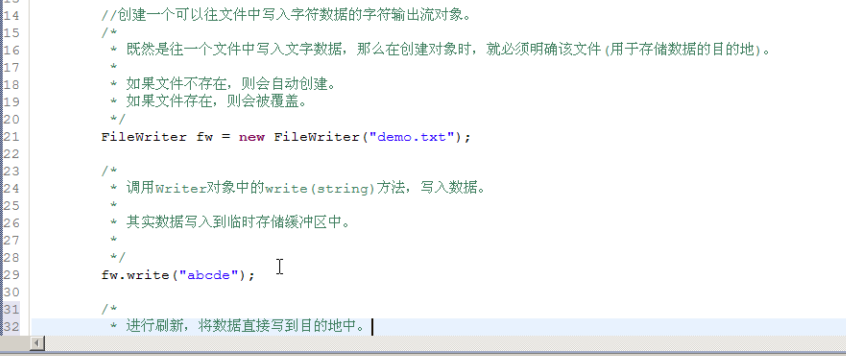 14 //创建一个可以往文件中写入字符数据的字符输出流对象。
15 /*
16 * 既然是往一个文件中写入文字数据，那么在创建对象时，就必须明确该文件(用于存储数据的目的地)。
17 *
18 * 如果文件不存在，则会自动创建。
19 * 如果文件存在，则会被覆盖。
20 */
21 FileWriter fw = new FileWriter("demo.txt");
22
23 /*
24 * 调用Writer对象中的write(string)方法，写入数据。
25 *
26 * 其实数据写入到临时存储缓冲区中。
27 *
28 */
29 fw.write("abcde");
30
31 /*
32 * 进行刷新，将数据直接写到目的地中。